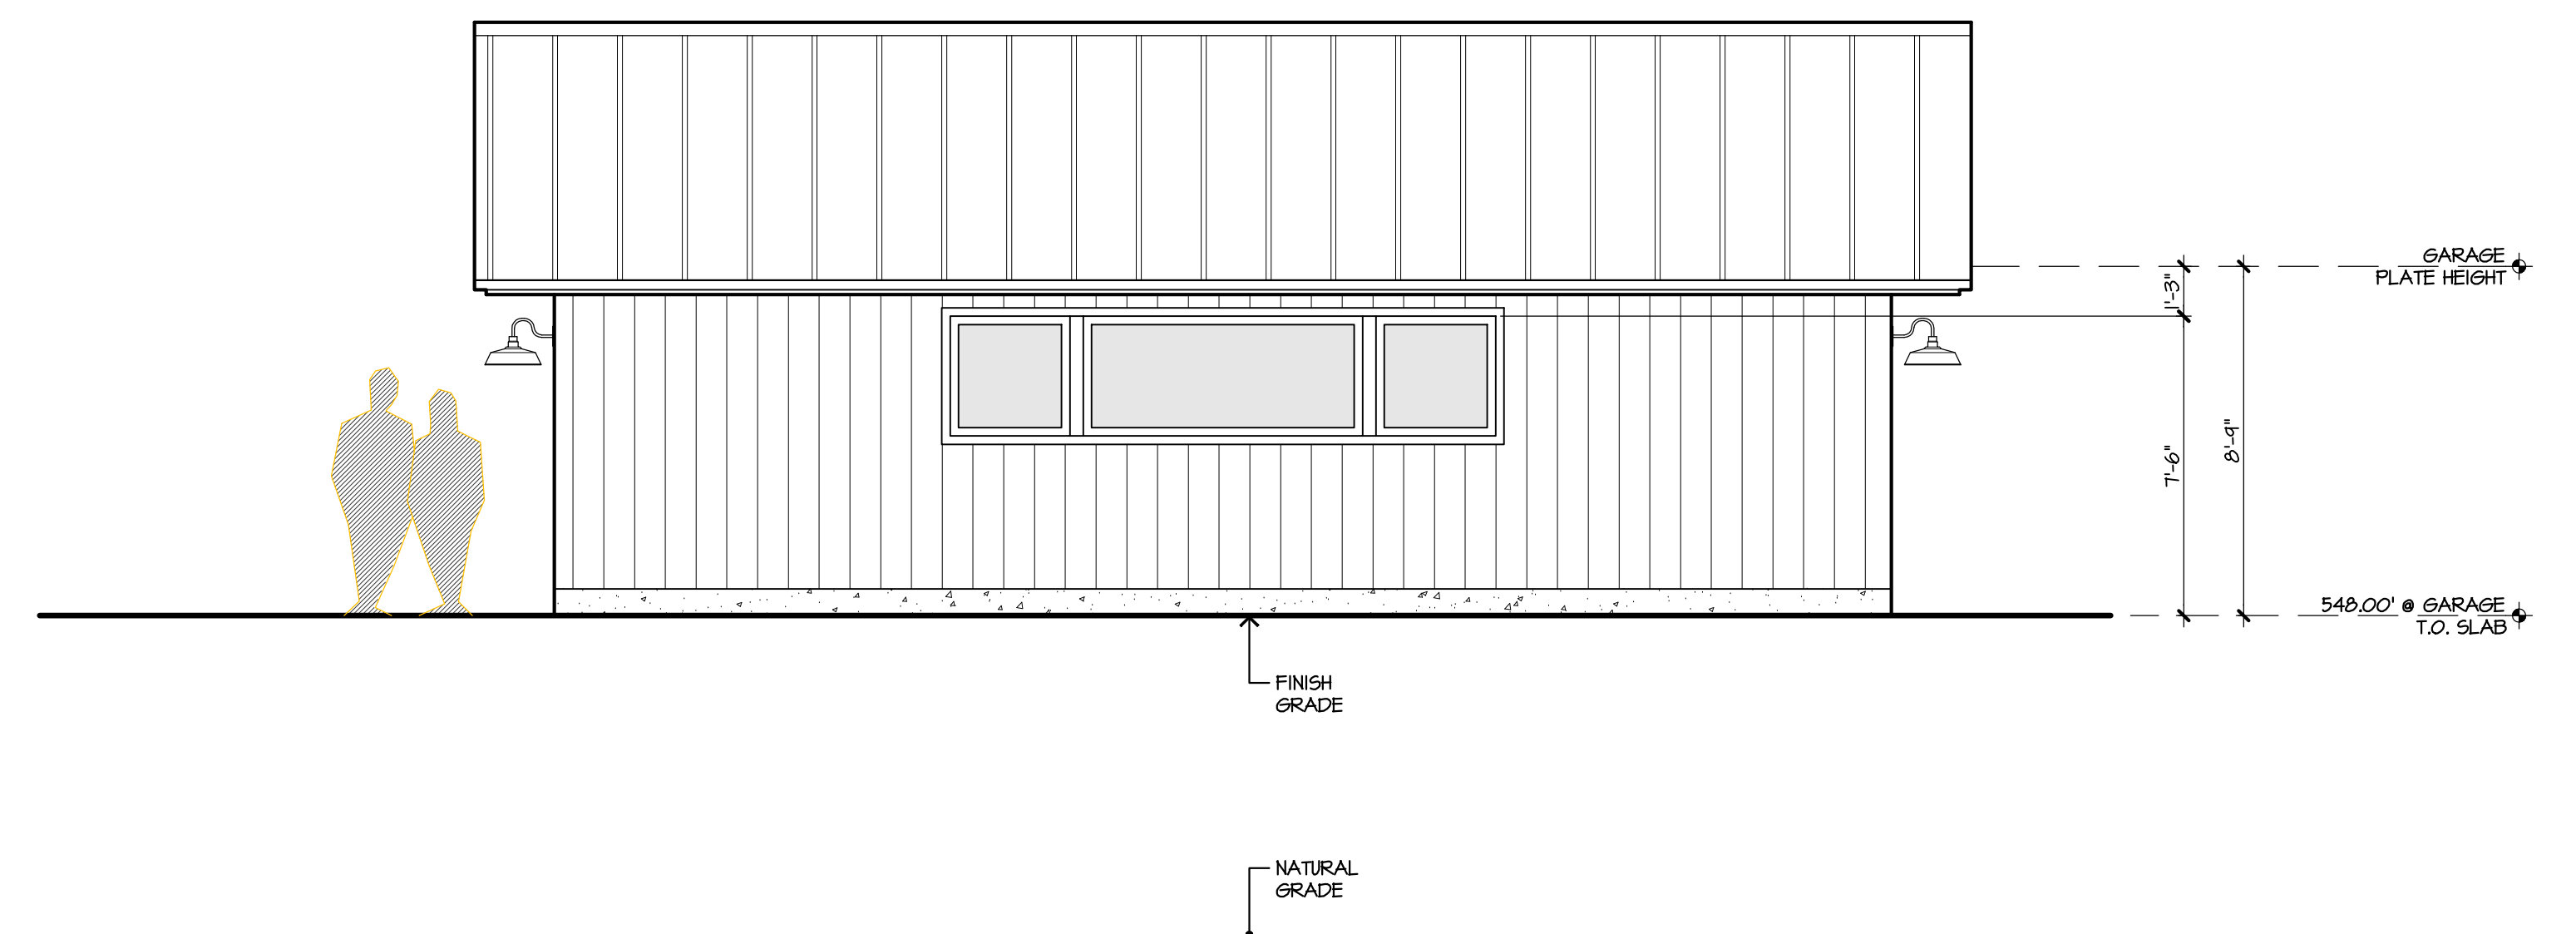 GARAGE
PLATE HEIGHT
1'-3"
7'-6"
8'-9"
548.00' @ GARAGE
T.O. SLAB
FINISH
GRADE
NATURAL
GRADE